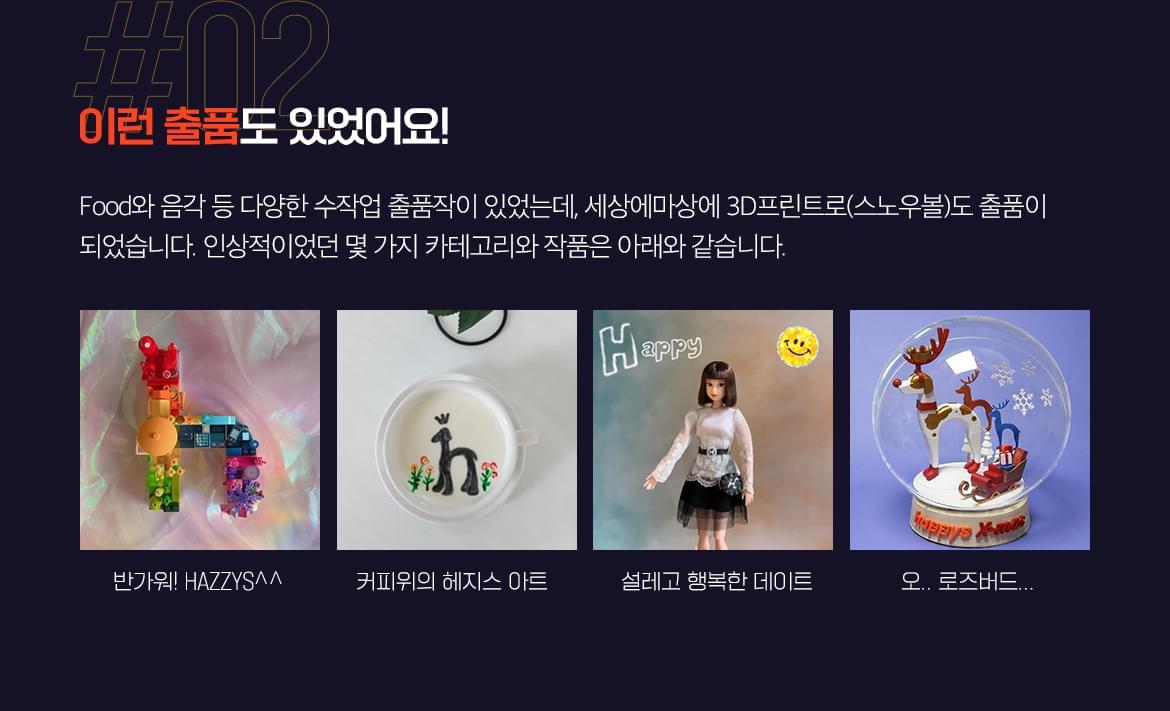 #02
이런 출품도 있었어요!
Food와 음각 등 다양한 수작업 출품작이 있었는데, 세상에마상에 3D프린트로(스노우볼)도 출품이
되었습니다. 인상적이었던 몇 가지 카테고리와 작품은 아래와 같습니다.
h
h
Happy
hazzys X-mas
반가워! HAZZYS^^
커피위의 헤지스 아트
설레고 행복한 데이트
오.. 로즈버드...